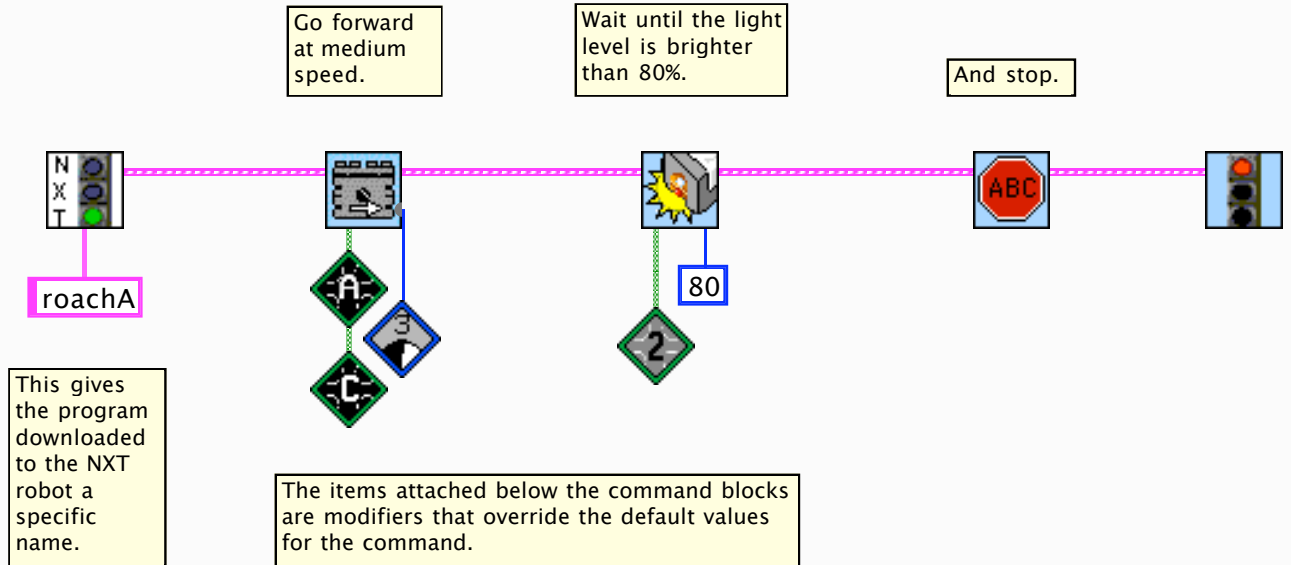 Go forward
at medium
speed.
Wait until the light
level is brighter
than 80%.
And stop.
N
X
T
ABC
roachA
A
3
C
80
2
This gives
the program
downloaded
to the NXT
robot a
specific
name.
The items attached below the command blocks
are modifiers that override the default values
for the command.